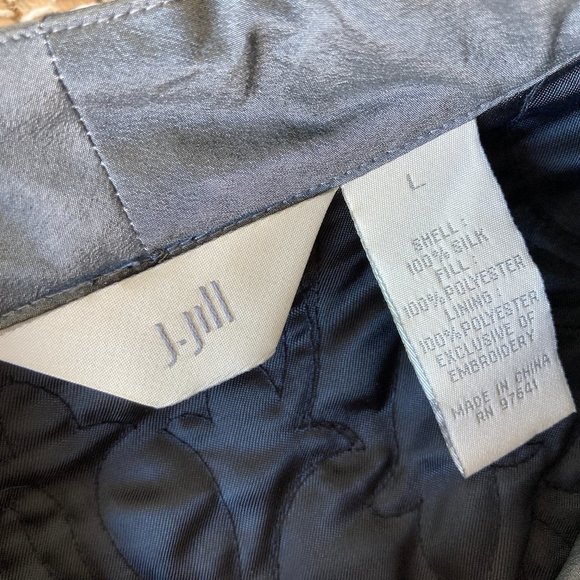 J.Jill
L
SHELL:
100% SILK
FILL:
100% POLYESTER
LINING:
100% POLYESTER
EXCLUSIVE OF
EMBROIDERY
MADE IN CHINA
RN 97641